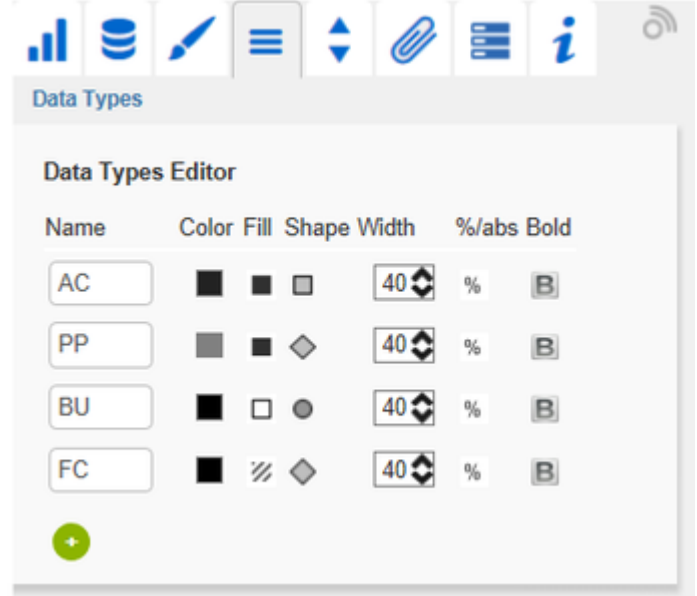 Data Types
Data Types Editor
Name Color Fill Shape Width %/abs Bold
AC 40 % B
PP 40 % B
BU 40 % B
FC 40 % B